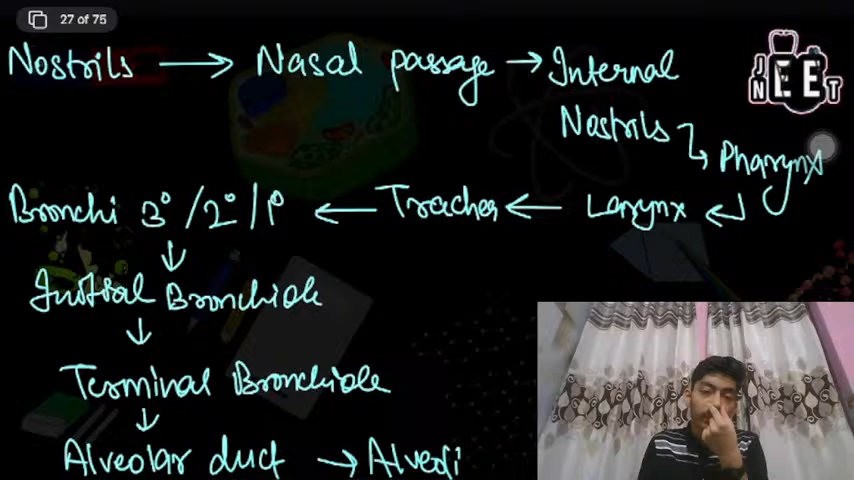 27 of 75
Nostrils → Nasal passage → Internal
Nostrils ↴ Pharynx
J
NEET
Bronchi 3° / 2° / 1° ← Trachea ← Larynx ↵
↓
Initial Bronchiole
↓
Terminal Bronchiole
↓
Alveolar duct → Alveoli